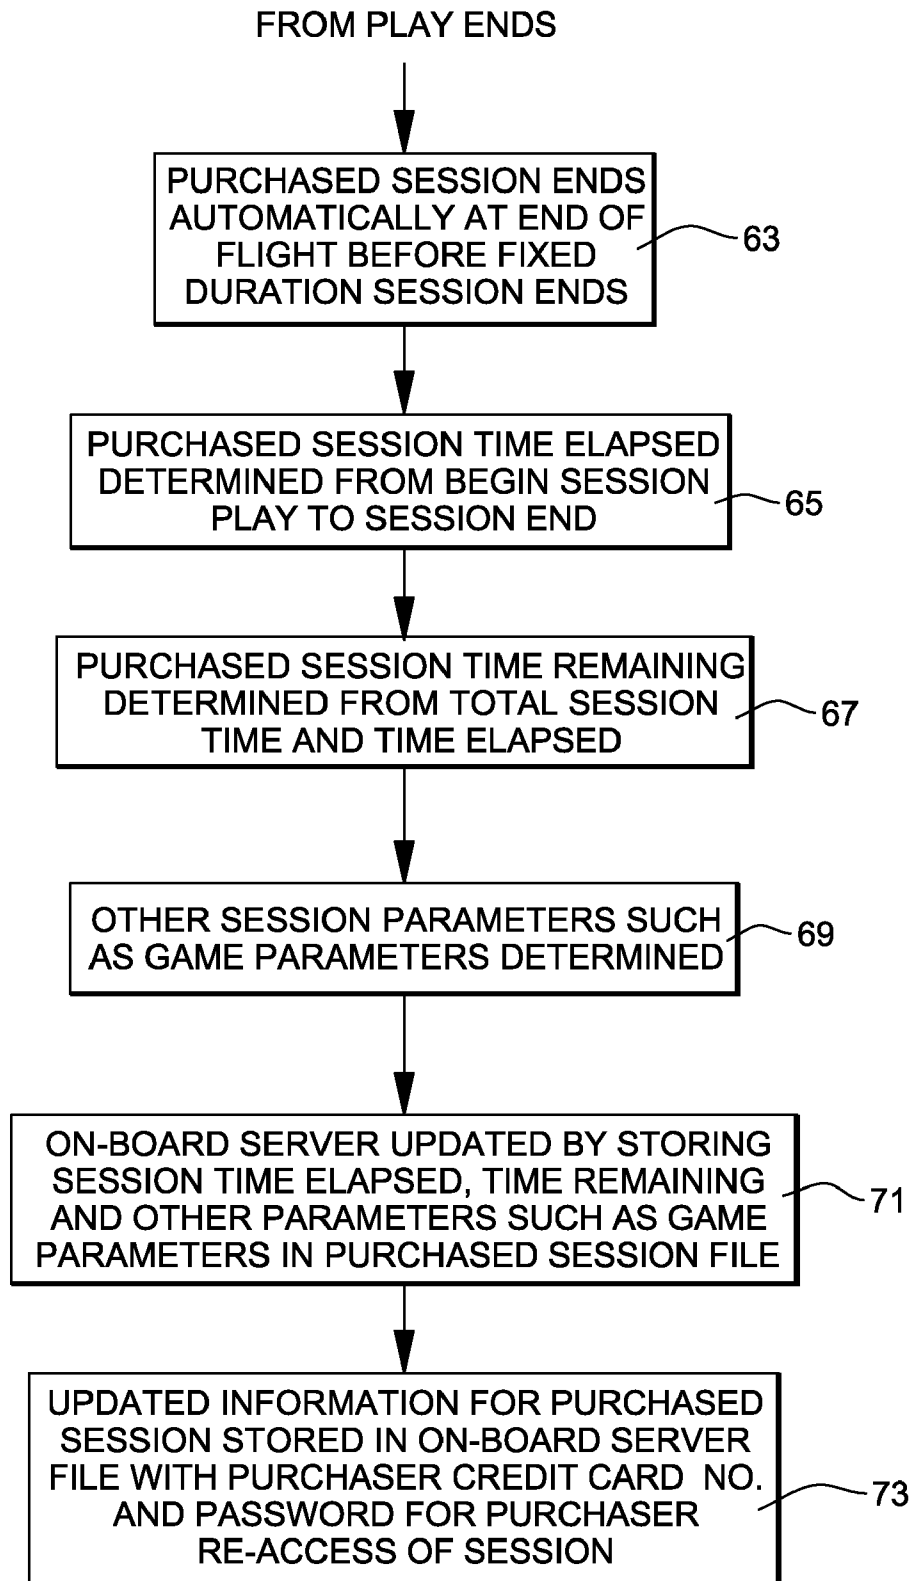 FROM PLAY ENDS
PURCHASED SESSION ENDS
AUTOMATICALLY AT END OF
FLIGHT BEFORE FIXED
DURATION SESSION ENDS
63
PURCHASED SESSION TIME ELAPSED
DETERMINED FROM BEGIN SESSION
PLAY TO SESSION END
65
PURCHASED SESSION TIME REMAINING
DETERMINED FROM TOTAL SESSION
TIME AND TIME ELAPSED
67
OTHER SESSION PARAMETERS SUCH
AS GAME PARAMETERS DETERMINED
69
ON-BOARD SERVER UPDATED BY STORING
SESSION TIME ELAPSED, TIME REMAINING
AND OTHER PARAMETERS SUCH AS GAME
PARAMETERS IN PURCHASED SESSION FILE
71
UPDATED INFORMATION FOR PURCHASED
SESSION STORED IN ON-BOARD SERVER
FILE WITH PURCHASER CREDIT CARD NO.
AND PASSWORD FOR PURCHASER
RE-ACCESS OF SESSION
73